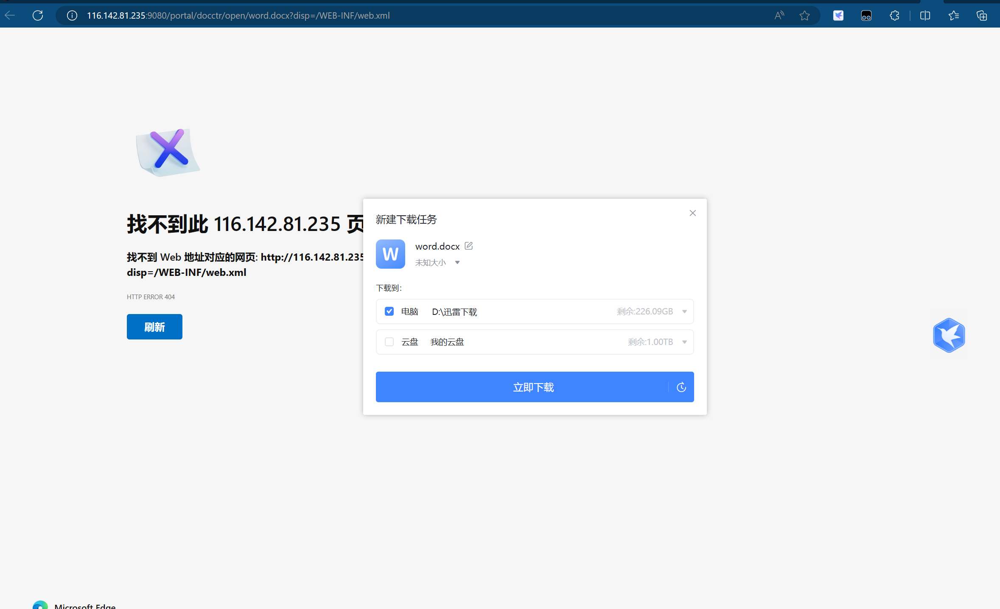 116.142.81.235:9080/portal/docctr/open/word.docx?disp=/WEB-INF/web.xml
找不到此 116.142.81.235 页
找不到 Web 地址对应的网页: http://116.142.81.235
disp=/WEB-INF/web.xml
HTTP ERROR 404
刷新
新建下载任务
W
word.docx
未知大小
下载到:
电脑 D:\迅雷下载 剩余:226.09GB
云盘 我的云盘 剩余:1.00TB
立即下载
Microsoft Edge